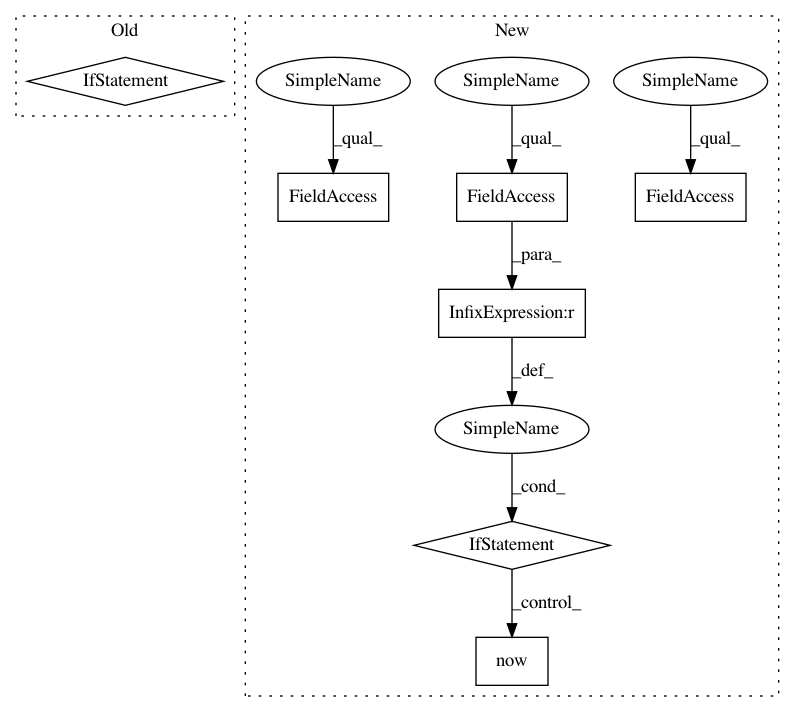 Old
New
IfStatement
SimpleName
SimpleName
SimpleName
_qual_
_qual_
_qual_
FieldAccess
FieldAccess
FieldAccess
_para_
InfixExpression:r
_def_
SimpleName
_cond_
IfStatement
_control_
now